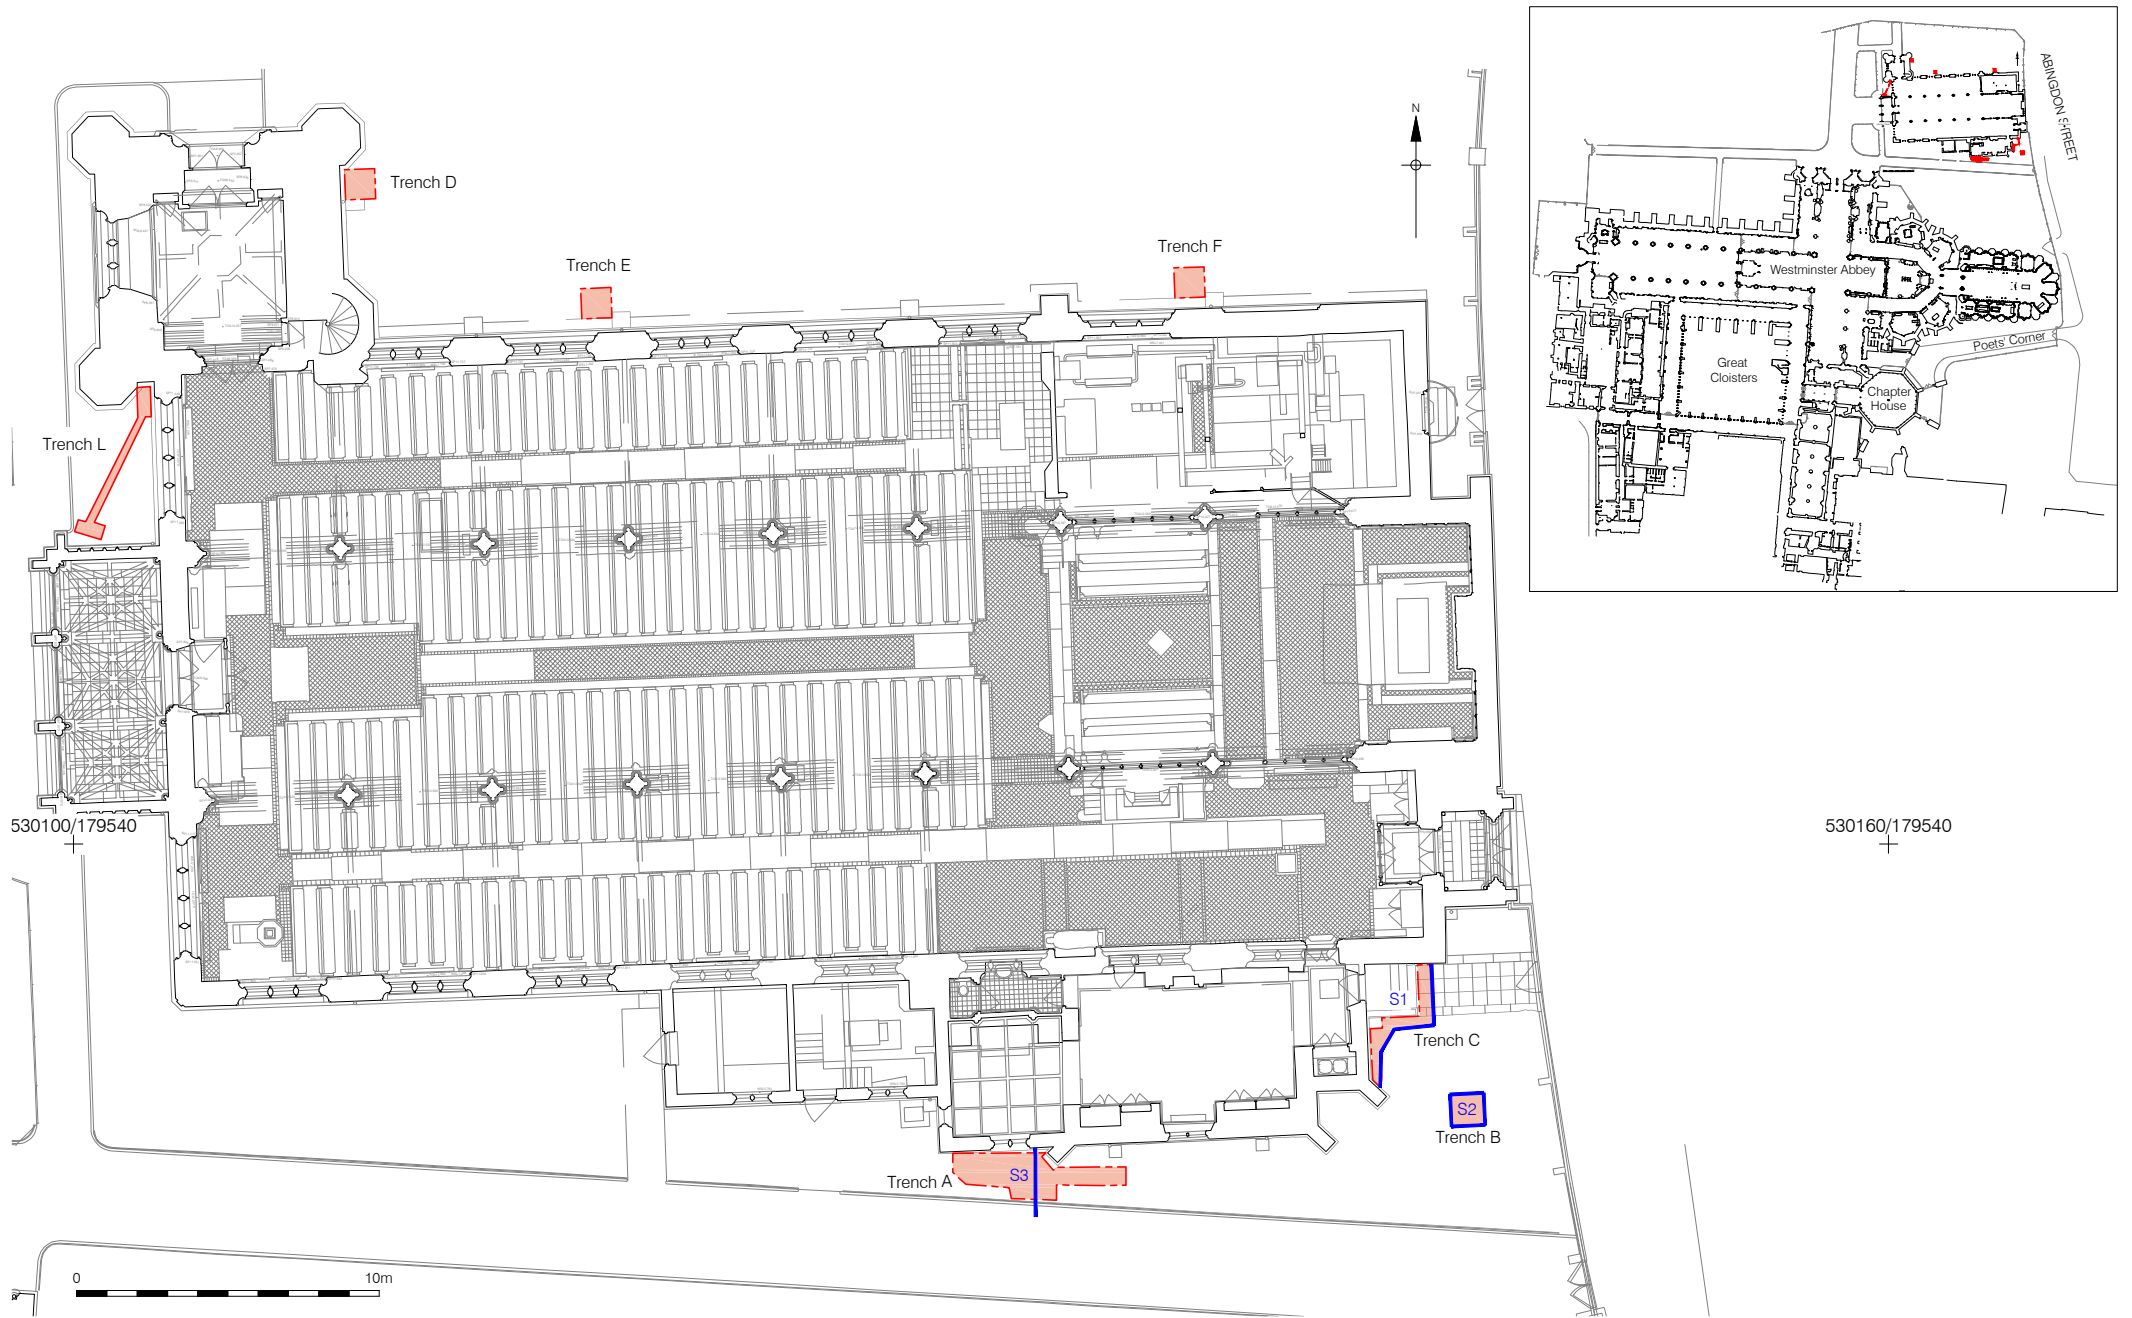 N
Trench D
Trench E
Trench F
Trench L
530100/179540
530160/179540
S1
Trench C
S2
Trench B
S3
Trench A
0
10m
ABINGDON STREET
Westminster Abbey
Poets' Corner
Great
Cloisters
Chapter
House